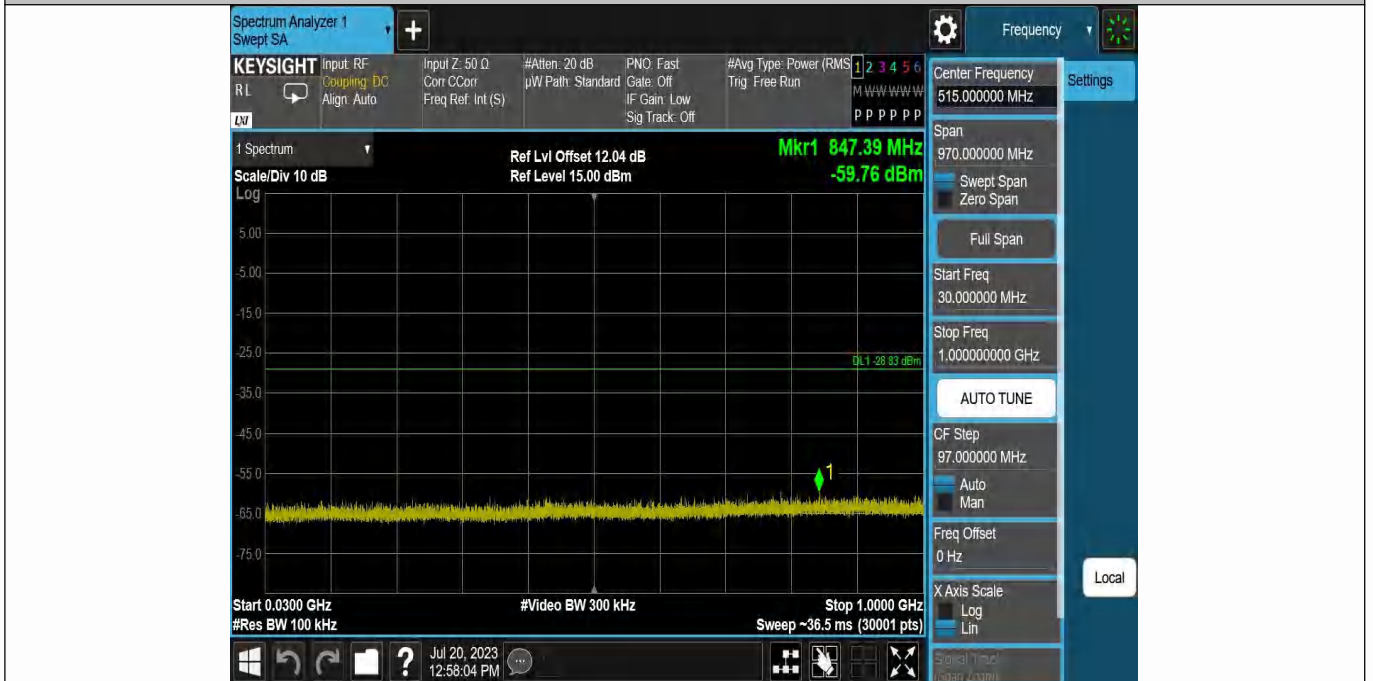 Spectrum Analyzer 1
Swept SA
+
Frequency
KEYSIGHT
RL
LXI
Input: RF
Coupling: DC
Align: Auto
Input Z: 50 Ω
Corr CCorr
Freq Ref: Int (S)
#Atten: 20 dB
µW Path: Standard
PNO: Fast
Gate: Off
IF Gain: Low
Sig Track: Off
#Avg Type: Power (RMS
Trig: Free Run
1 2 3 4 5 6
M W W W W W
P P P P P P
Center Frequency
515.000000 MHz
Settings
1 Spectrum
Scale/Div 10 dB
Log
Ref Lvl Offset 12.04 dB
Ref Level 15.00 dBm
Mkr1 847.39 MHz
-59.76 dBm
5.00
-5.00
-15.0
-25.0
DL1 -28.83 dBm
-35.0
-45.0
-55.0
1
-65.0
-75.0
Start 0.0300 GHz
#Res BW 100 kHz
#Video BW 300 kHz
Stop 1.0000 GHz
Sweep ~36.5 ms (30001 pts)
Span
970.000000 MHz
Swept Span
Zero Span
Full Span
Start Freq
30.000000 MHz
Stop Freq
1.000000000 GHz
AUTO TUNE
CF Step
97.000000 MHz
Auto
Man
Freq Offset
0 Hz
X Axis Scale
Log
Lin
Signal Track
(Span Zoom)
Local
?
Jul 20, 2023
12:58:04 PM